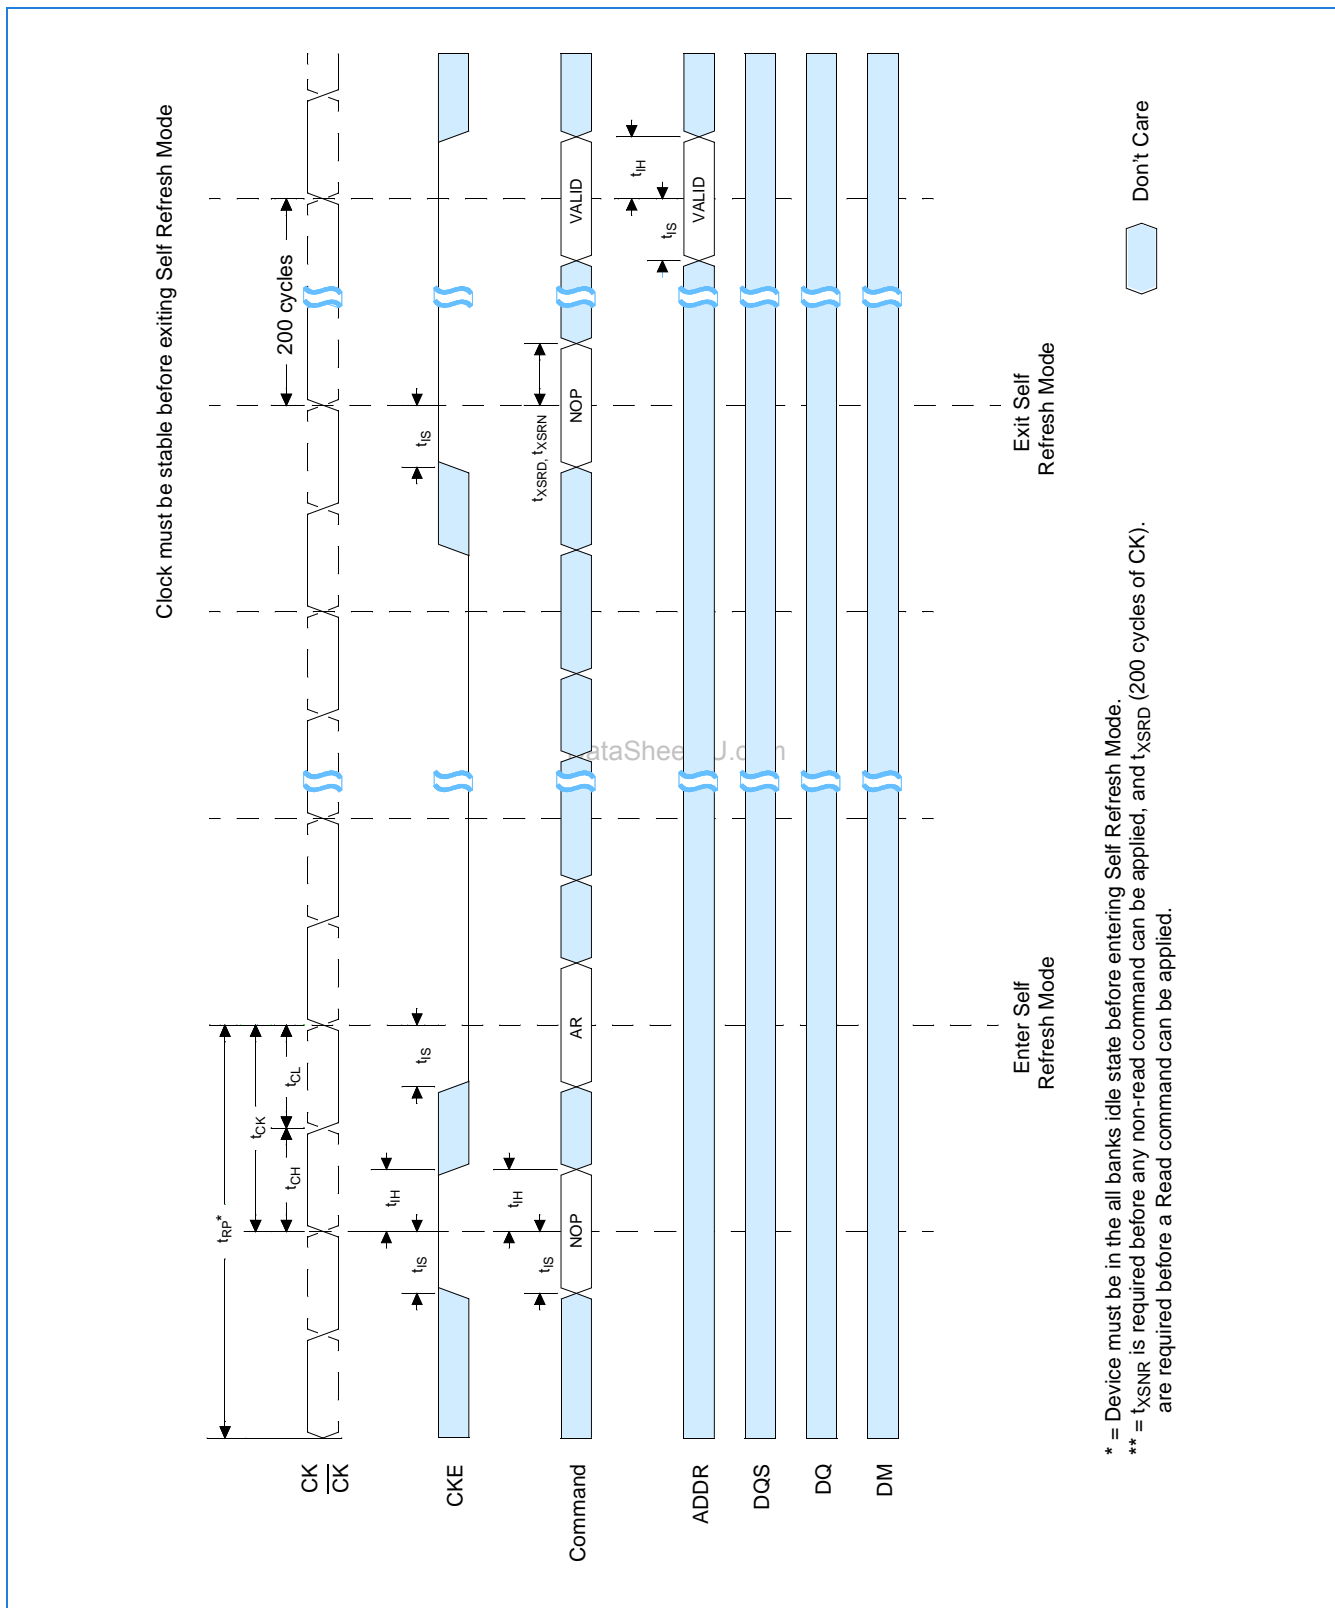 Clock must be stable before exiting Self Refresh Mode
tRP*
tCK
tCH
tCL
200 cycles
CK
CK
tIS
tIH
tIS
tIS
CKE
tIS
tIH
tXSRD, tXSRN
Command
NOP
AR
NOP
VALID
tIS
tIH
ADDR
VALID
DQS
DQ
DM
ataShee
U.com
Enter Self
Refresh Mode
Exit Self
Refresh Mode
Don't Care
* = Device must be in the all banks idle state before entering Self Refresh Mode.
** = tXSNR is required before any non-read command can be applied, and tXSRD (200 cycles of CK).
are required before a Read command can be applied.